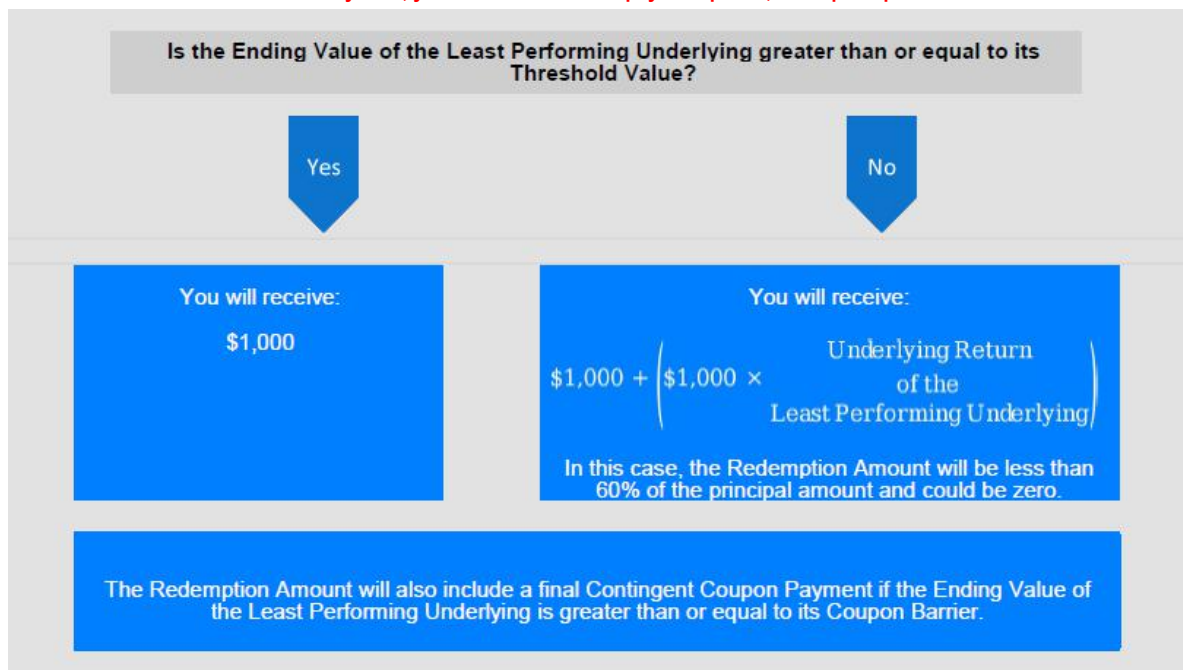 Is the Ending Value of the Least Performing Underlying greater than or equal to its
Threshold Value?
Yes
No
You will receive:
$1,000
You will receive:
$1,000 + ($1,000 × Underlying Return
of the
Least Performing Underlying)
In this case, the Redemption Amount will be less than
60% of the principal amount and could be zero.
The Redemption Amount will also include a final Contingent Coupon Payment if the Ending Value of
the Least Performing Underlying is greater than or equal to its Coupon Barrier.